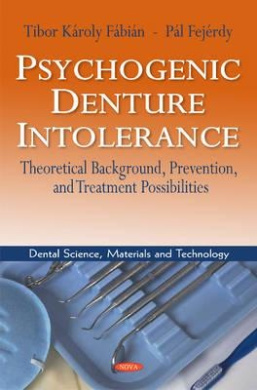 Tibor Károly Fábián - Pál Fejérdy
PSYCHOGENIC
DENTURE
INTOLERANCE
Theoretical Background, Prevention,
and Treatment Possibilities
Dental Science, Materials and Technology
NOVA